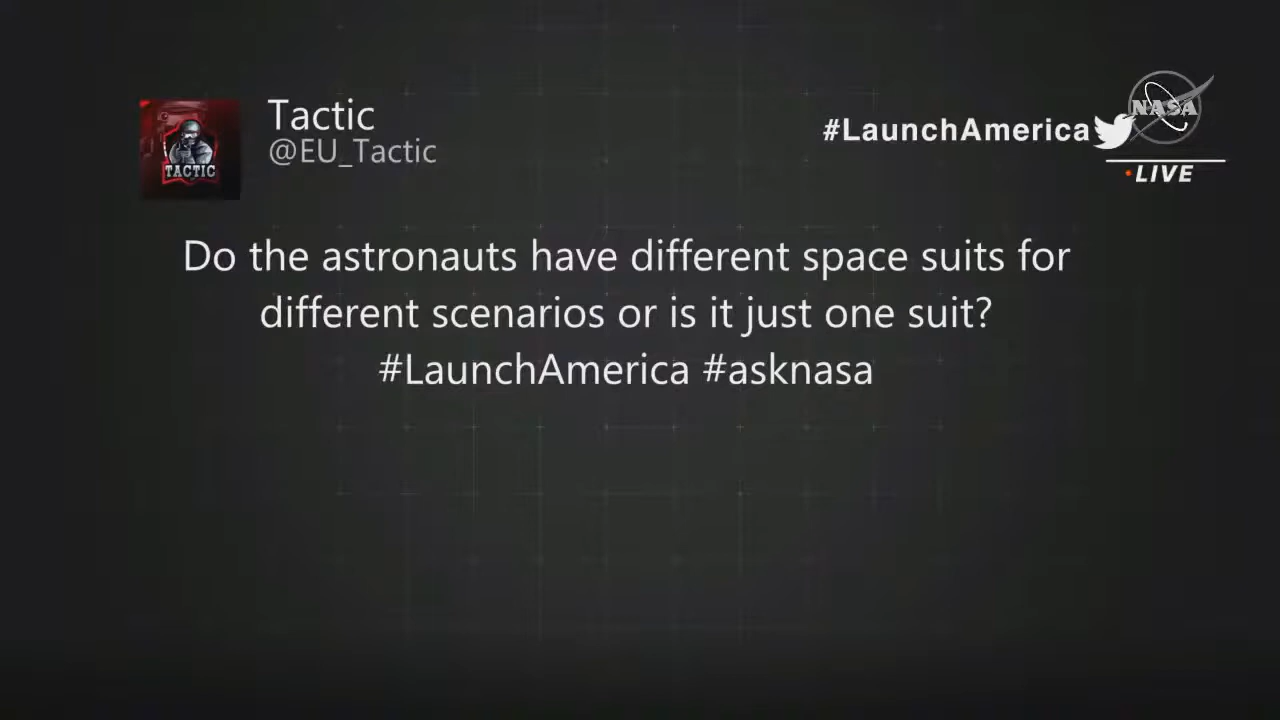 Tactic
@EU_Tactic
TACTIC
#LaunchAmerica
NASA
LIVE
Do the astronauts have different space suits for
different scenarios or is it just one suit?
#LaunchAmerica #asknasa